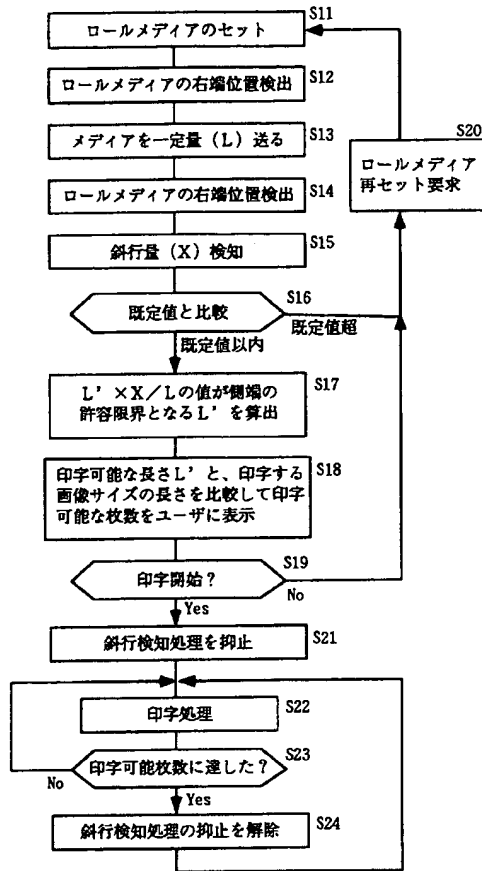 S11
ロールメディアのセット
S12
ロールメディアの右端位置検出
S13
メディアを一定量（L）送る
S20
ロールメディア
再セット要求
S14
ロールメディアの右端位置検出
S15
斜行量（X）検知
S16
既定値と比較
既定値超
既定値以内
S17
L'×X／Lの値が側端の
許容限界となるL'を算出
S18
印字可能な長さL'と、印字する
画像サイズの長さを比較して印字
可能な枚数をユーザに表示
S19
印字開始？
No
Yes
S21
斜行検知処理を抑止
S22
印字処理
S23
印字可能枚数に達した？
No
Yes
S24
斜行検知処理の抑止を解除